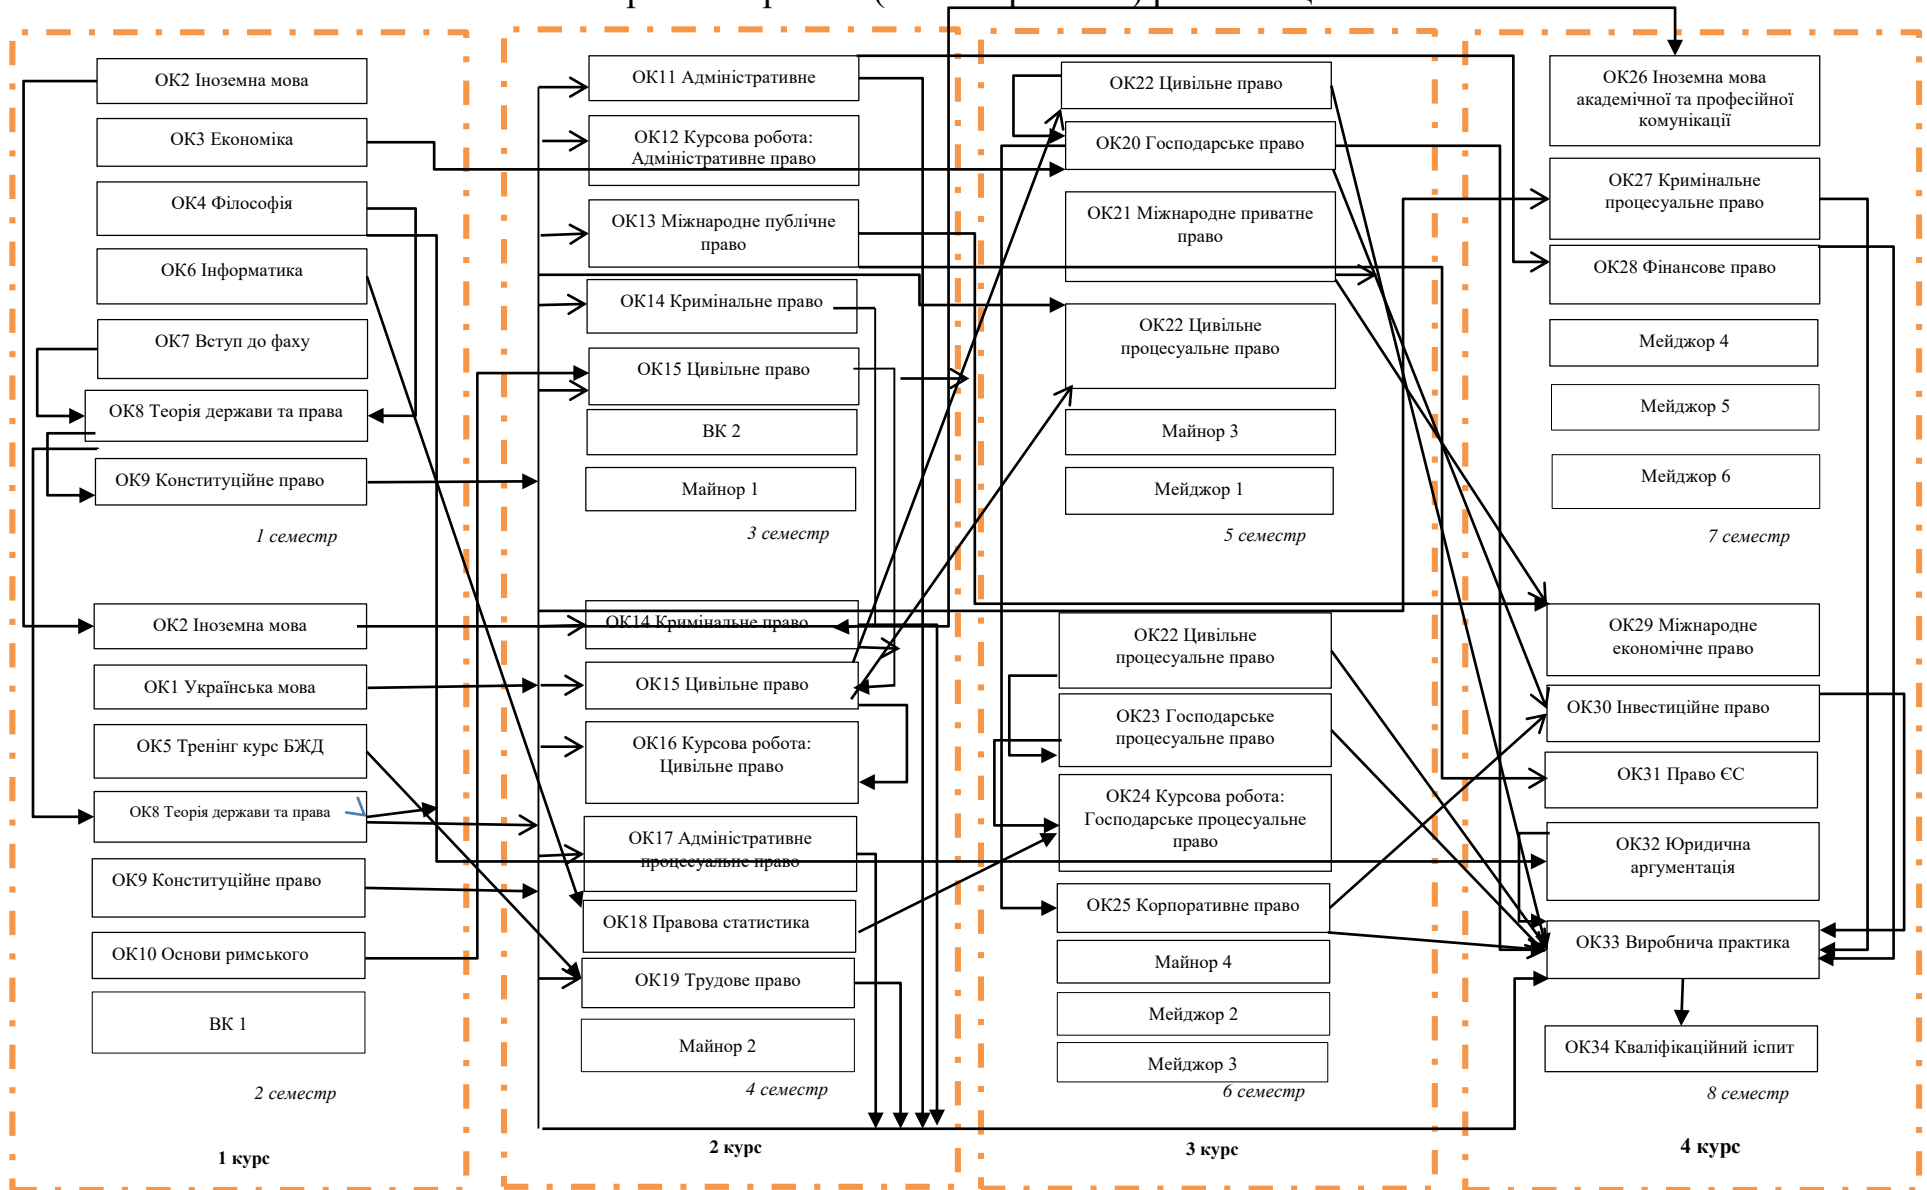 ОК2 Іноземна мова
ОК3 Економіка
ОК4 Філософія
ОК6 Інформатика
ОК7 Вступ до фаху
ОК8 Теорія держави та права
ОК9 Конституційне право
1 семестр
ОК2 Іноземна мова
ОК1 Українська мова
ОК5 Тренінг курс БЖД
ОК8 Теорія держави та права
ОК9 Конституційне право
ОК10 Основи римського
ВК 1
2 семестр
1 курс
ОК11 Адміністративне
ОК12 Курсова робота:
Адміністративне право
ОК13 Міжнародне публічне
право
ОК14 Кримінальне право
ОК15 Цивільне право
ВК 2
Майнор 1
3 семестр
ОК14 Кримінальне право
ОК15 Цивільне право
ОК16 Курсова робота:
Цивільне право
ОК17 Адміністративне
процесуальне право
ОК18 Правова статистика
ОК19 Трудове право
Майнор 2
4 семестр
2 курс
ОК22 Цивільне право
ОК20 Господарське право
ОК21 Міжнародне приватне
право
ОК22 Цивільне
процесуальне право
Майнор 3
Мейджор 1
5 семестр
ОК22 Цивільне
процесуальне право
ОК23 Господарське
процесуальне право
ОК24 Курсова робота:
Господарське процесуальне
право
ОК25 Корпоративне право
Майнор 4
Мейджор 2
Мейджор 3
6 семестр
3 курс
ОК26 Іноземна мова
академічної та професійної
комунікації
ОК27 Кримінальне
процесуальне право
ОК28 Фінансове право
Мейджор 4
Мейджор 5
Мейджор 6
7 семестр
ОК29 Міжнародне
економічне право
ОК30 Інвестиційне право
ОК31 Право ЄС
ОК32 Юридична
аргументація
ОК33 Виробнича практика
ОК34 Кваліфікаційний іспит
8 семестр
4 курс